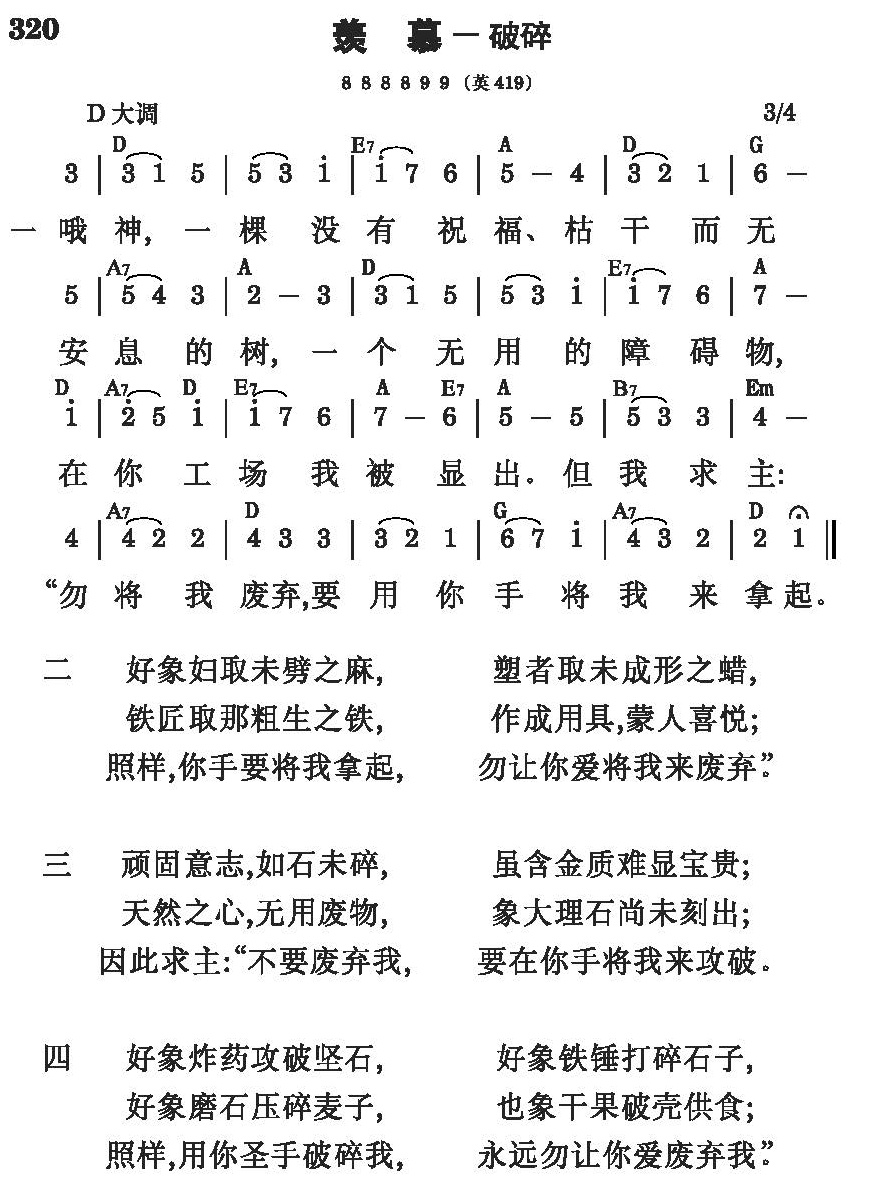 320
羡 慕 — 破碎
8 8 8 8 9 9 (英 419)
D 大调 3/4
D E7 A D G
3 | 3 1 5 | 5 3 i | i 7 6 | 5 – 4 | 3 2 1 | 6 –
一 哦 神, 一 棵 没 有 祝 福、 枯 干 而 无
A7 A D E7 A
5 | 5 4 3 | 2 – 3 | 3 1 5 | 5 3 i | i 7 6 | 7 –
安 息 的 树, 一 个 无 用 的 障 碍 物,
D A7 D E7 A E7 A B7 Em
i | 2̇ 5 i | i 7 6 | 7 – 6 | 5 – 5 | 5 3 3 | 4 –
在 你 工 场 我 被 显 出。 但 我 求 主:
A7 D G A7 D
4 | 4 2 2 | 4 3 3 | 3 2 1 | 6 7 i | 4 3 2 | 2 1 ‖
“勿 将 我 废 弃, 要 用 你 手 将 我 来 拿 起。
二 好象妇取未劈之麻, 塑者取未成形之蜡,
铁匠取那粗生之铁, 作成用具,蒙人喜悦;
照样,你手要将我拿起, 勿让你爱将我来废弃。”
三 顽固意志,如石未碎, 虽含金质难显宝贵;
天然之心,无用废物, 象大理石尚未刻出;
因此求主:“不要废弃我, 要在你手将我来攻破。
四 好象炸药攻破坚石, 好象铁锤打碎石子,
好象磨石压碎麦子, 也象干果破壳供食;
照样,用你圣手破碎我, 永远勿让你爱废弃我。”